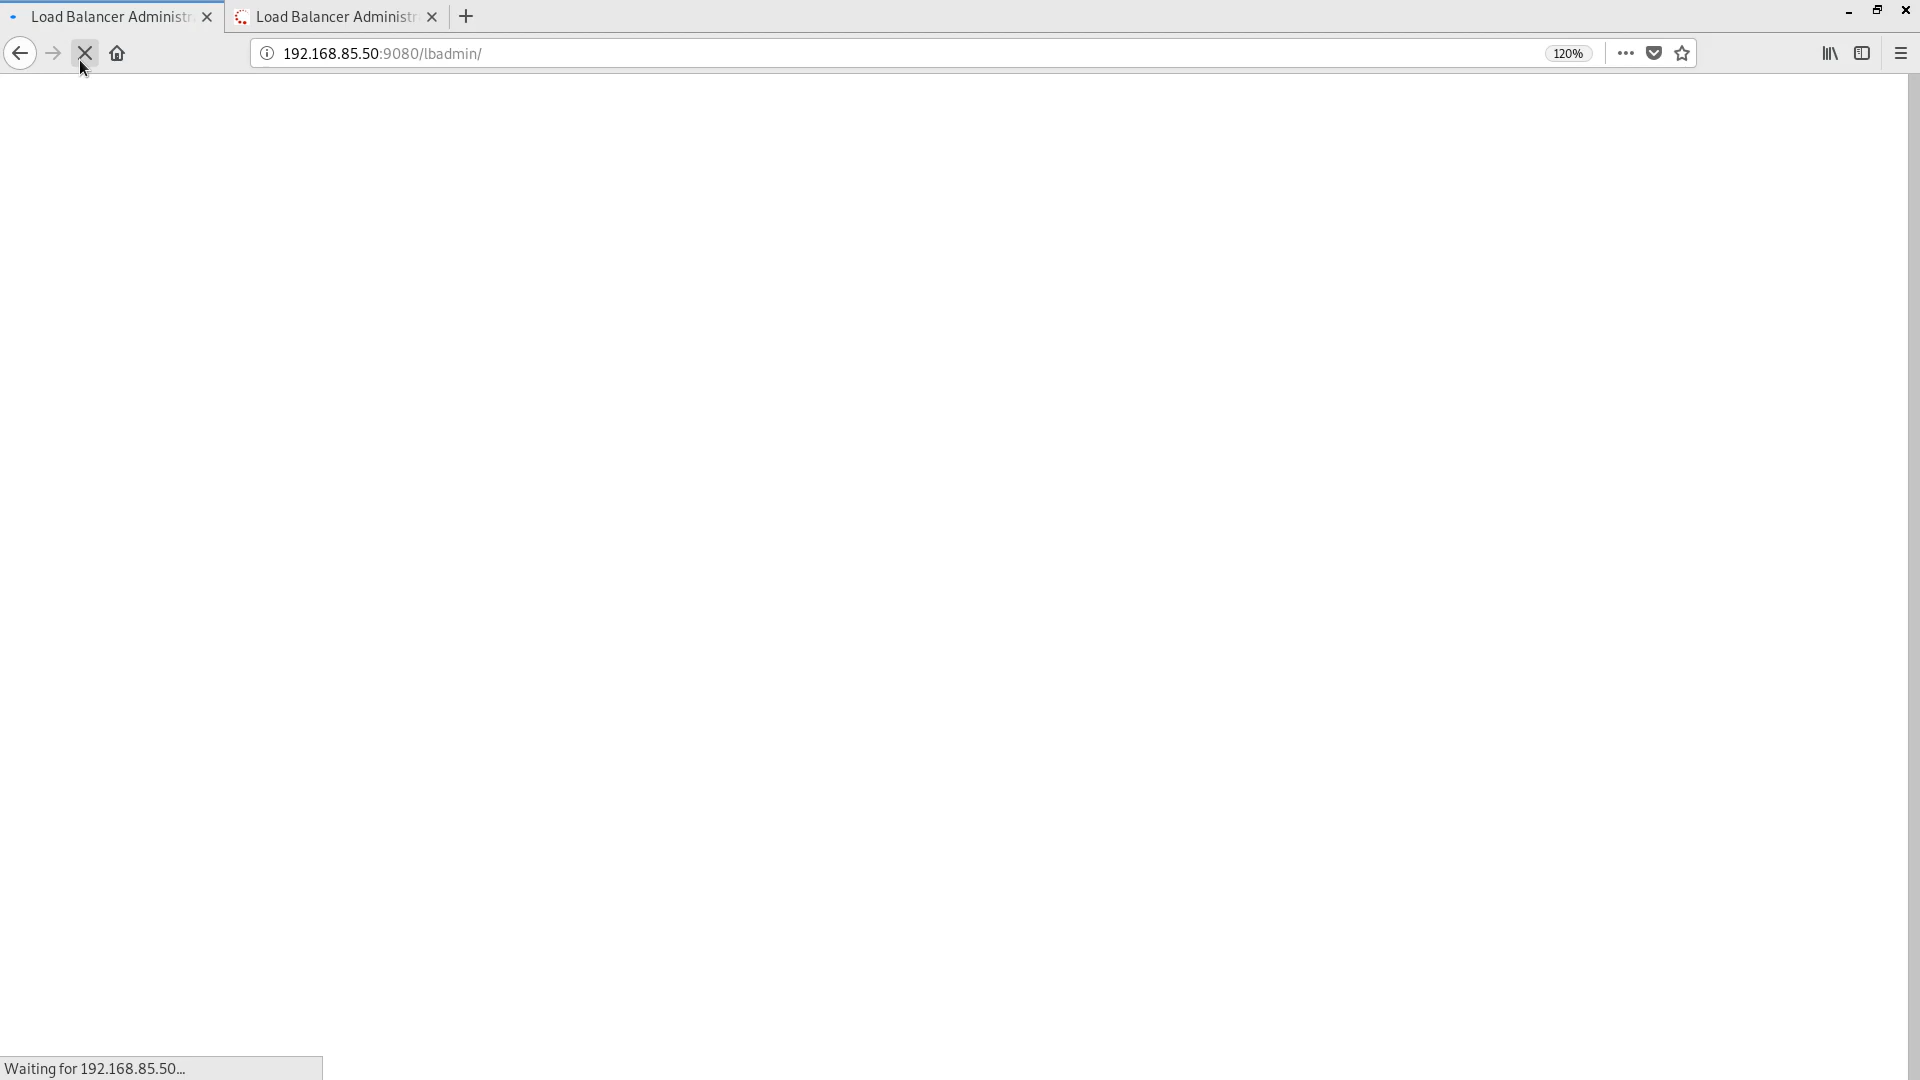 Load Balancer Administr
Load Balancer Administr
192.168.85.50:9080/lbadmin/
120%
Waiting for 192.168.85.50...